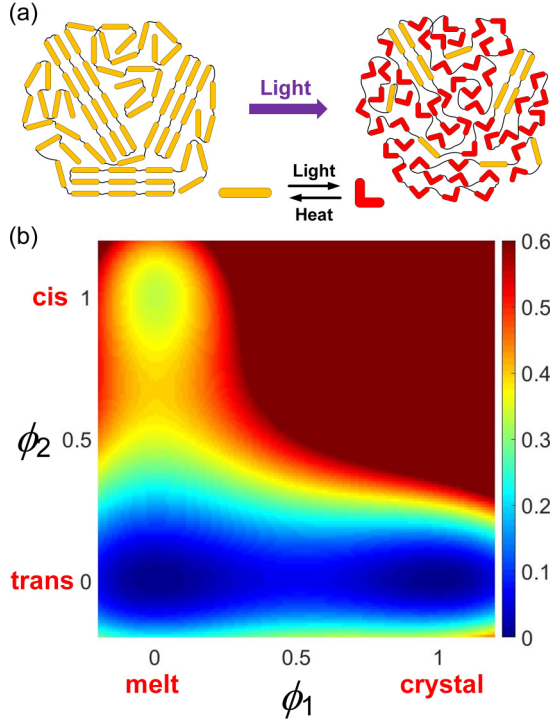 (a)
Light
Light
Heat
(b)
0.6
cis 1
0.5
0.4
ϕ2 0.5
0.3
0.2
trans 0
0.1
0
0 0.5 1
melt ϕ1 crystal